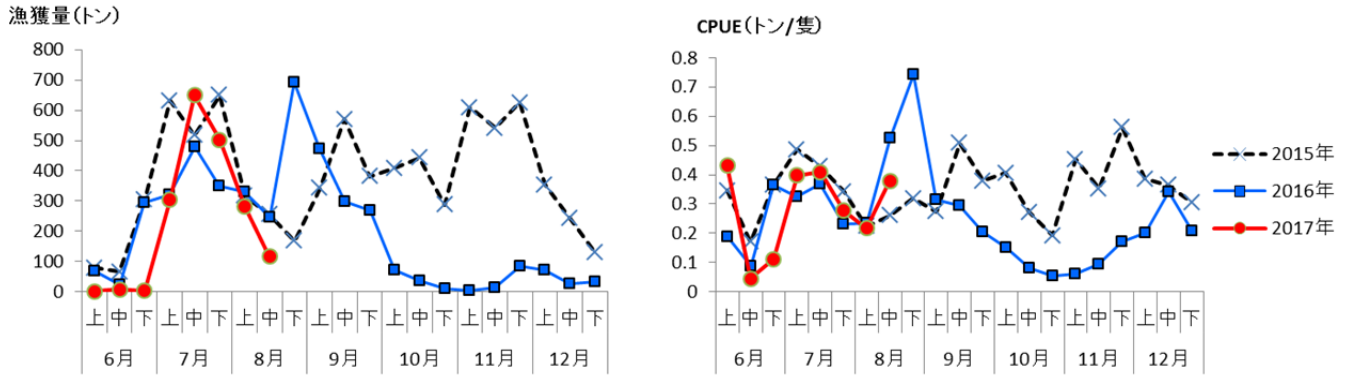 漁獲量(トン)
800
700
600
500
400
300
200
100
0
上 中 下 上 中 下 上 中 下 上 中 下 上 中 下 上 中 下 上 中 下
6月 7月 8月 9月 10月 11月 12月
CPUE(トン/隻)
0.8
0.7
0.6
0.5
0.4
0.3
0.2
0.1
0
上 中 下 上 中 下 上 中 下 上 中 下 上 中 下 上 中 下 上 中 下
6月 7月 8月 9月 10月 11月 12月
2015年
2016年
2017年